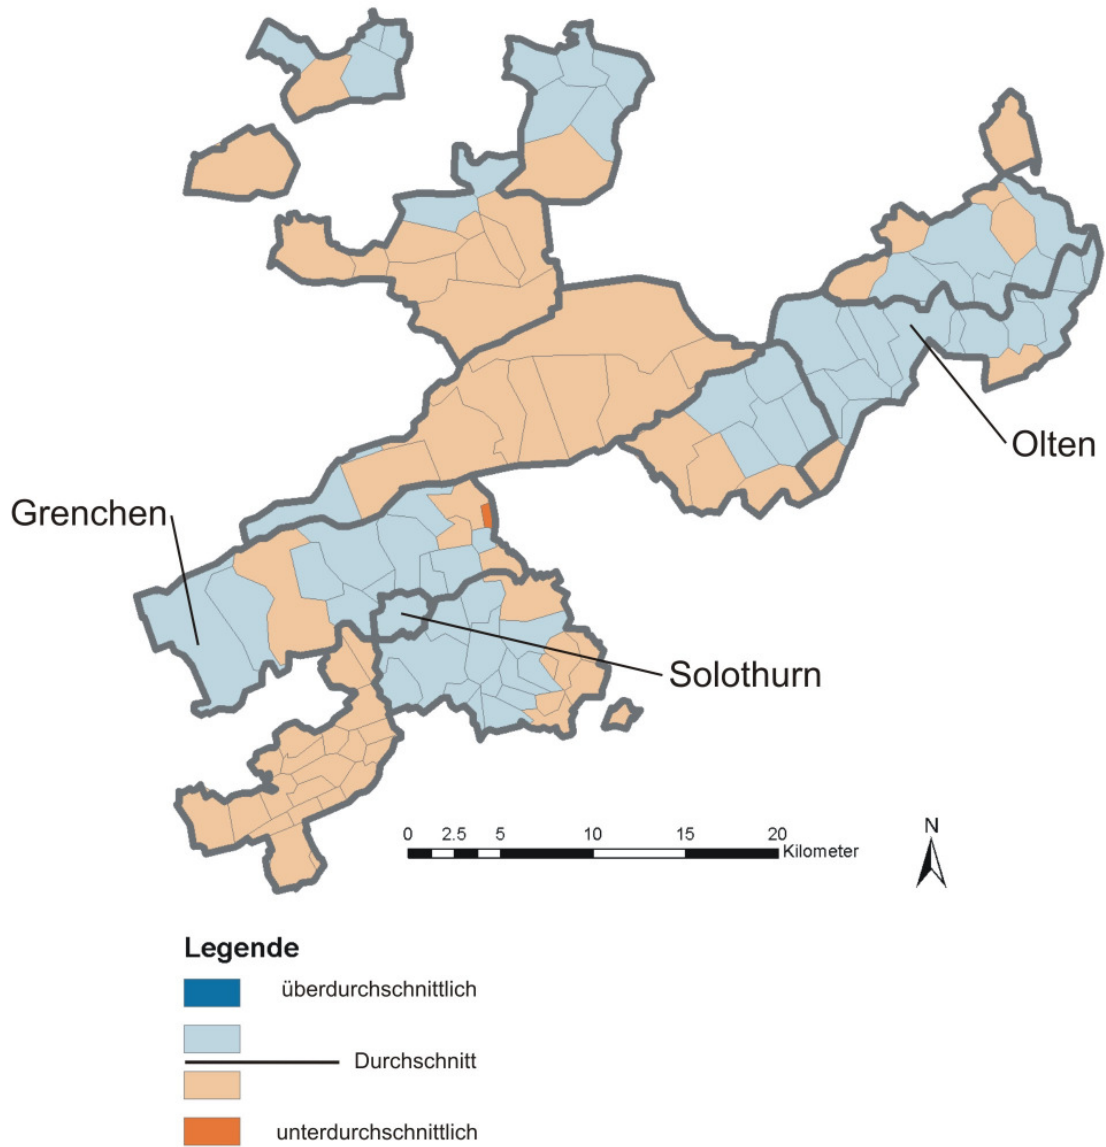 Olten
Grenchen
Solothurn
0 2.5 5 10 15 20
Kilometer
N
Legende
überdurchschnittlich
Durchschnitt
unterdurchschnittlich